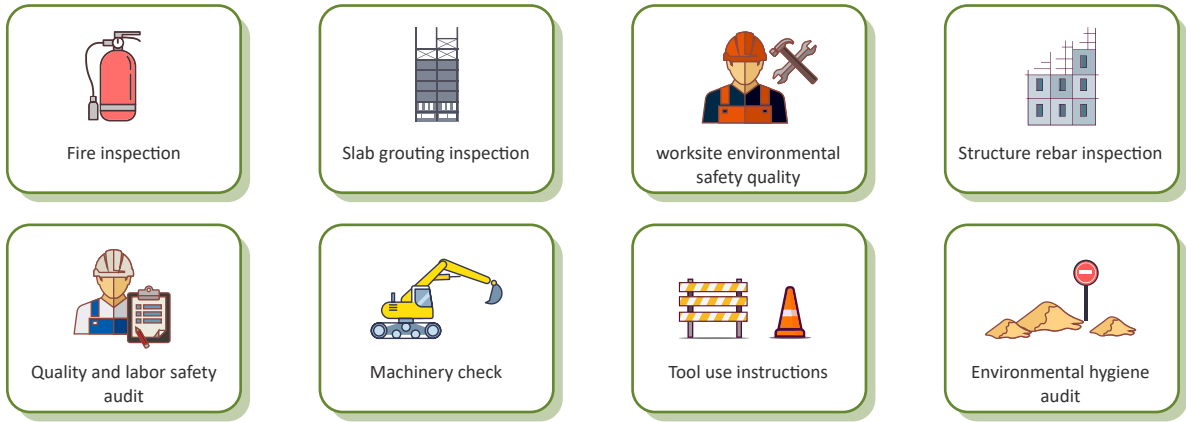 Fire inspection
Slab grouting inspection
worksite environmental
safety quality
Structure rebar inspection
Quality and labor safety
audit
Machinery check
Tool use instructions
Environmental hygiene
audit